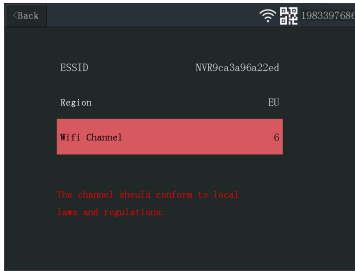 <Back
1983397686
ESSID NVR9ca3a96a22ed
Region EU
Wifi Channel 6
The channel should conform to local
laws and regulations.